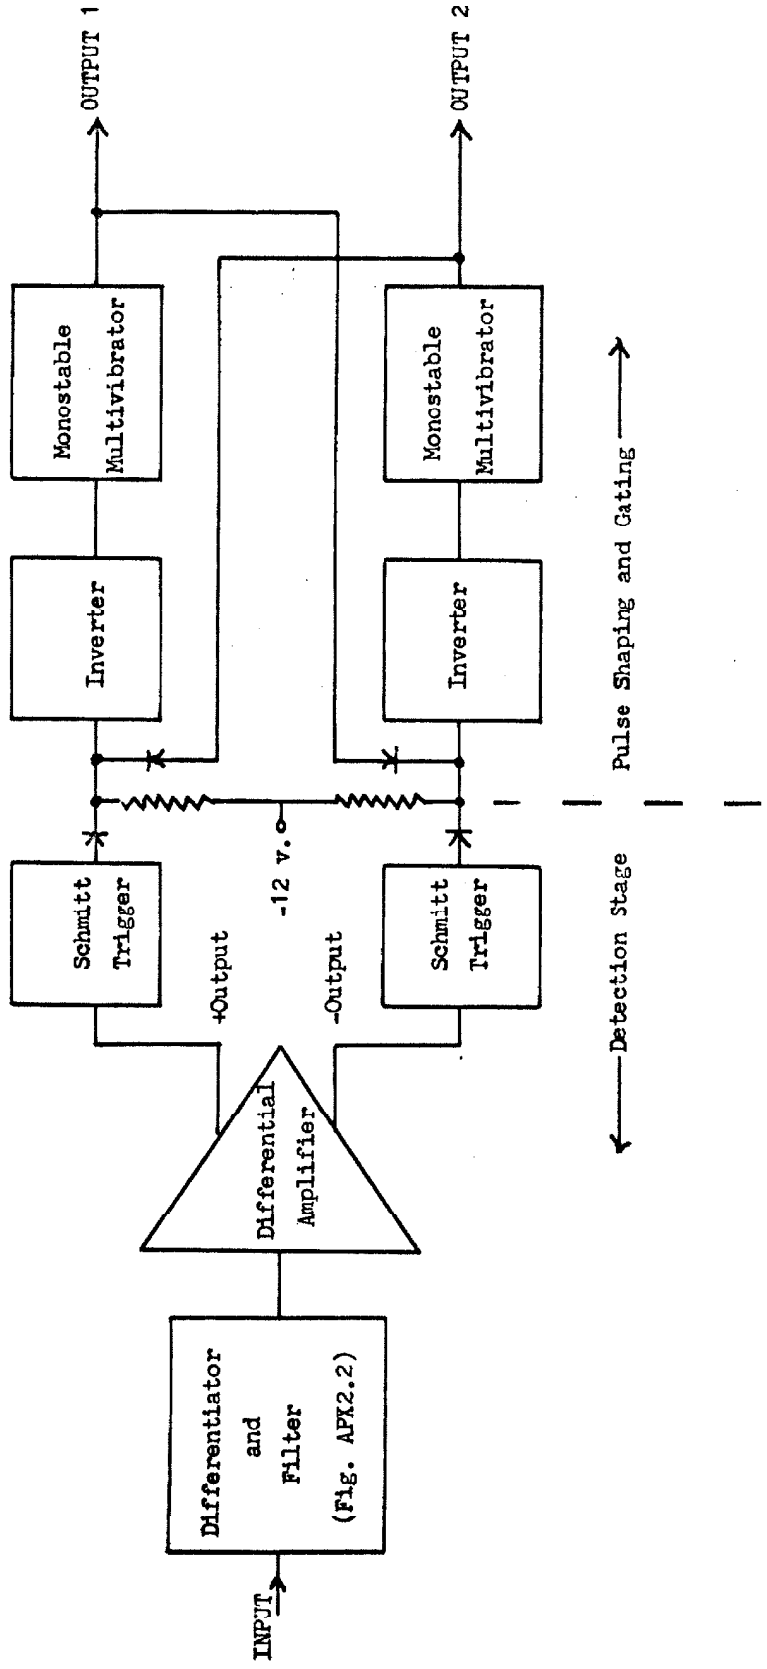 INPUT
Differentiator
and
Filter
(Fig. APX2.2)
Differential
Amplifier
+Output
-Output
Schmitt
Trigger
Schmitt
Trigger
-12 v.
Inverter
Inverter
Monostable
Multivibrator
Monostable
Multivibrator
OUTPUT 1
OUTPUT 2
Detection Stage
Pulse Shaping and Gating